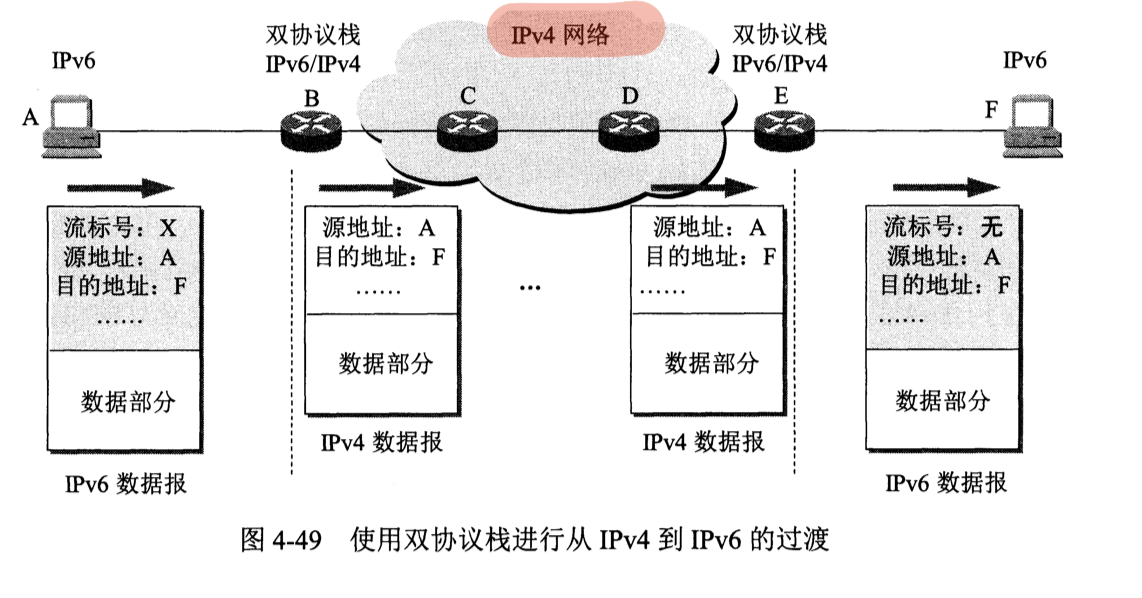 IPv6
双协议栈
IPv6/IPv4
IPv4 网络
双协议栈
IPv6/IPv4
IPv6
A
B
C
D
E
F
流标号：X
源地址：A
目的地址：F
……
数据部分
IPv6 数据报
源地址：A
目的地址：F
……
数据部分
IPv4 数据报
…
源地址：A
目的地址：F
……
数据部分
IPv4 数据报
流标号：无
源地址：A
目的地址：F
……
数据部分
IPv6 数据报
图 4-49 使用双协议栈进行从 IPv4 到 IPv6 的过渡